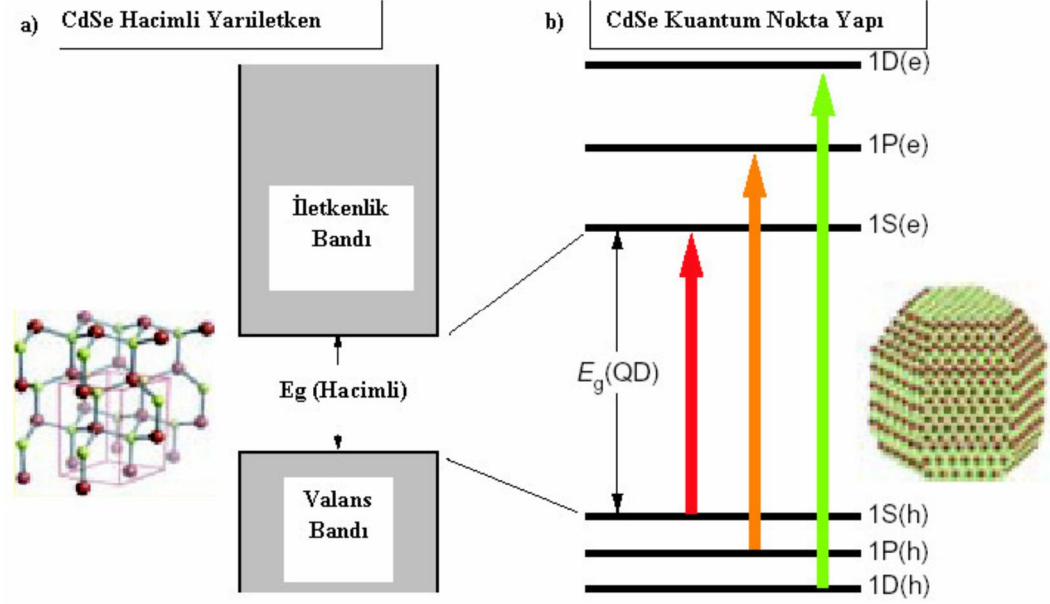 a)
CdSe Hacimli Yarıiletken
İletkenlik
Bandı
Eg (Hacimli)
Valans
Bandı
b)
CdSe Kuantum Nokta Yapı
1D(e)
1P(e)
1S(e)
Eg(QD)
1S(h)
1P(h)
1D(h)